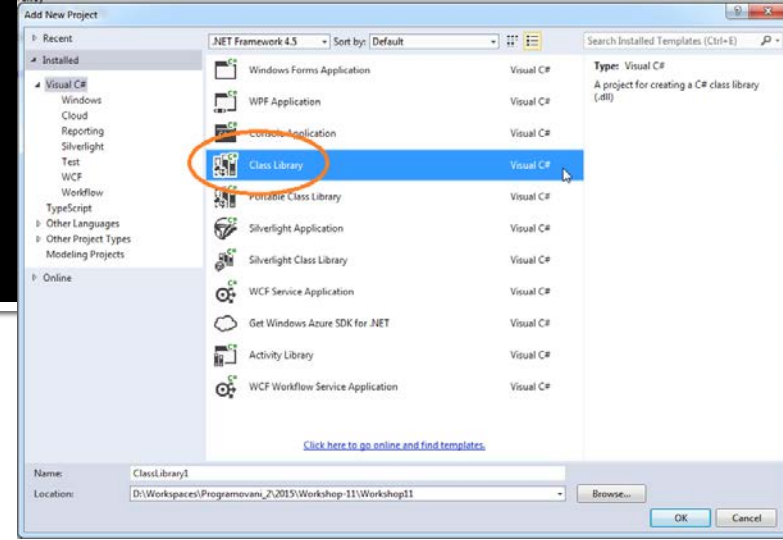 Add New Project
Recent
.NET Framework 4.5 Sort by: Default
Search Installed Templates (Ctrl+E)
Installed
Visual C#
Windows
Cloud
Reporting
Silverlight
Test
WCF
Workflow
TypeScript
Other Languages
Other Project Types
Modeling Projects
Online
Windows Forms Application Visual C#
WPF Application Visual C#
Console Application Visual C#
Class Library Visual C#
Portable Class Library Visual C#
Silverlight Application Visual C#
Silverlight Class Library Visual C#
WCF Service Application Visual C#
Get Windows Azure SDK for .NET Visual C#
Activity Library Visual C#
WCF Workflow Service Application Visual C#
Click here to go online and find templates.
Type: Visual C#
A project for creating a C# class library
(.dll)
Name: ClassLibrary1
Location: D:\Workspaces\Programovani_2\2015\Workshop-11\Workshop11 Browse...
OK Cancel